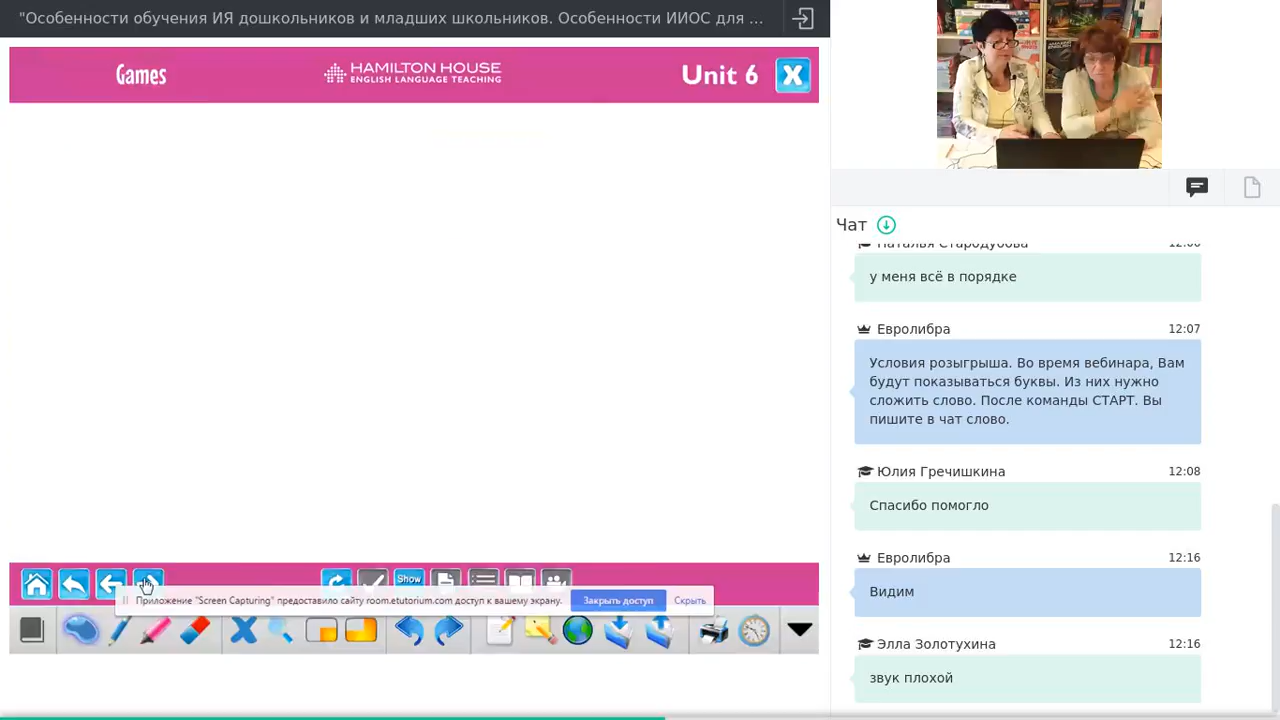 "Особенности обучения ИЯ дошкольников и младших школьников. Особенности ИИОС для ...
Games
HAMILTON HOUSE
ENGLISH LANGUAGE TEACHING
Unit 6
X
Show
Приложение "Screen Capturing" предоставило сайту room.etutorium.com доступ к вашему экрану.
Закрыть доступ
Скрыть
Чат
Наталья Стародубова
у меня всё в порядке
Евролибра 12:07
Условия розыгрыша. Во время вебинара, Вам
будут показываться буквы. Из них нужно
сложить слово. После команды СТАРТ. Вы
пишите в чат слово.
Юлия Гречишкина 12:08
Спасибо помогло
Евролибра 12:16
Видим
Элла Золотухина 12:16
звук плохой